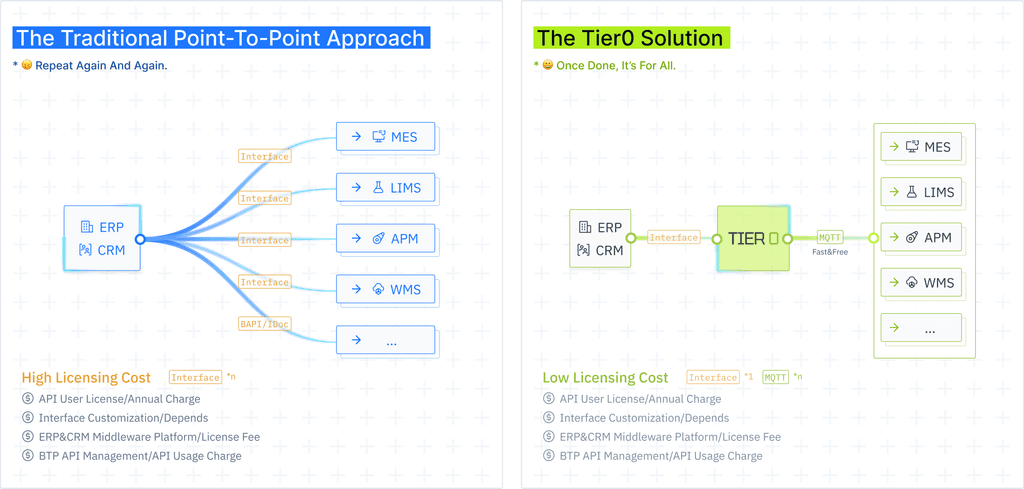 The Traditional Point-To-Point Approach
* Repeat Again And Again.
ERP
CRM
Interface
Interface
Interface
Interface
BAPI/IDoc
MES
LIMS
APM
WMS
...
High Licensing Cost
Interface *n
API User License/Annual Charge
Interface Customization/Depends
ERP&CRM Middleware Platform/License Fee
BTP API Management/API Usage Charge
The Tier0 Solution
* Once Done, It's For All.
ERP
CRM
Interface
TIER 0
MQTT
Fast&Free
MES
LIMS
APM
WMS
...
Low Licensing Cost
Interface *1 MQTT *n
API User License/Annual Charge
Interface Customization/Depends
ERP&CRM Middleware Platform/License Fee
BTP API Management/API Usage Charge